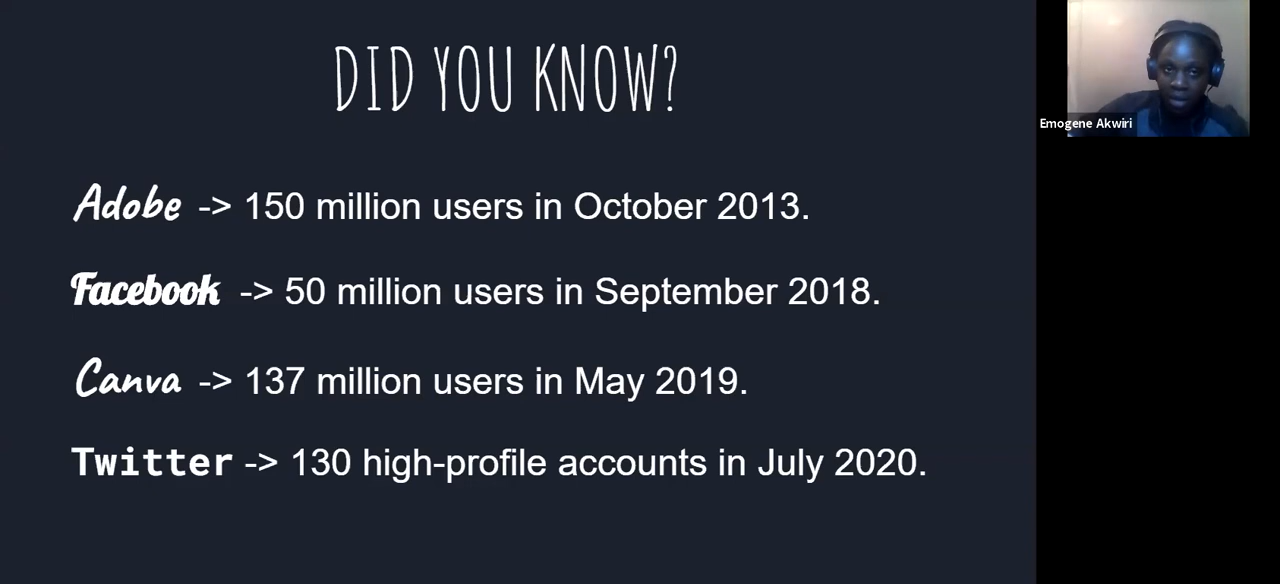 DID YOU KNOW?
Adobe -> 150 million users in October 2013.
Facebook -> 50 million users in September 2018.
Canva -> 137 million users in May 2019.
Twitter -> 130 high-profile accounts in July 2020.
Emogene Akwiri